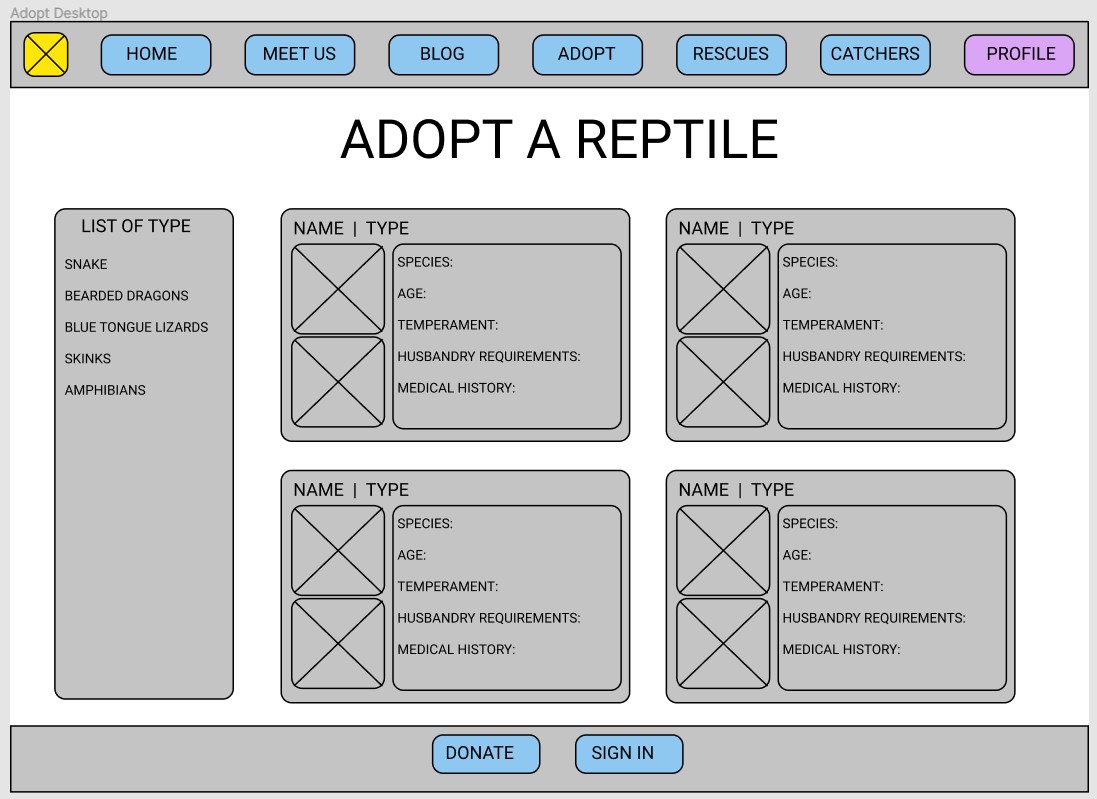 Adopt Desktop
HOME
MEET US
BLOG
ADOPT
RESCUES
CATCHERS
PROFILE
ADOPT A REPTILE
LIST OF TYPE
SNAKE
BEARDED DRAGONS
BLUE TONGUE LIZARDS
SKINKS
AMPHIBIANS
NAME | TYPE
SPECIES:
AGE:
TEMPERAMENT:
HUSBANDRY REQUIREMENTS:
MEDICAL HISTORY:
NAME | TYPE
SPECIES:
AGE:
TEMPERAMENT:
HUSBANDRY REQUIREMENTS:
MEDICAL HISTORY:
NAME | TYPE
SPECIES:
AGE:
TEMPERAMENT:
HUSBANDRY REQUIREMENTS:
MEDICAL HISTORY:
NAME | TYPE
SPECIES:
AGE:
TEMPERAMENT:
HUSBANDRY REQUIREMENTS:
MEDICAL HISTORY:
DONATE
SIGN IN